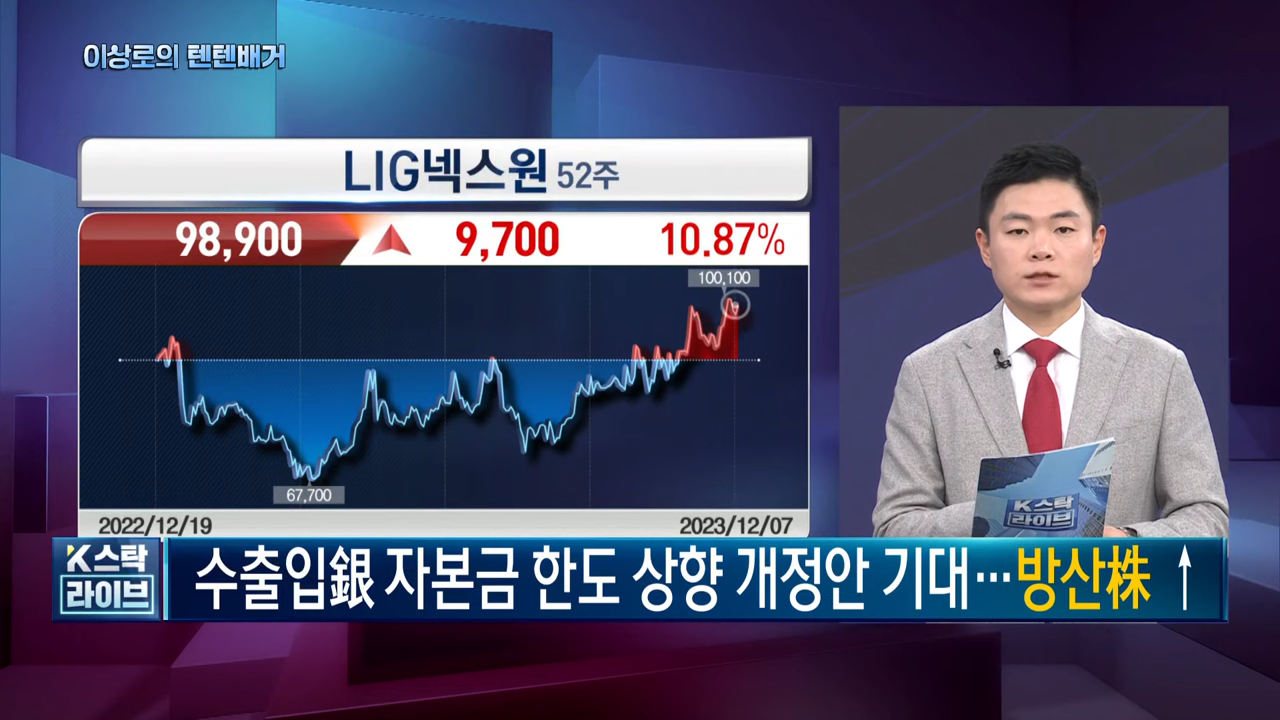 이상로의 텐텐배거
LIG넥스원 52주
98,900 ▲ 9,700 10.87%
100,100
67,700
2022/12/19 2023/12/07
K스탁
라이브
K스탁
라이브
수출입銀 자본금 한도 상향 개정안 기대…방산株 ↑